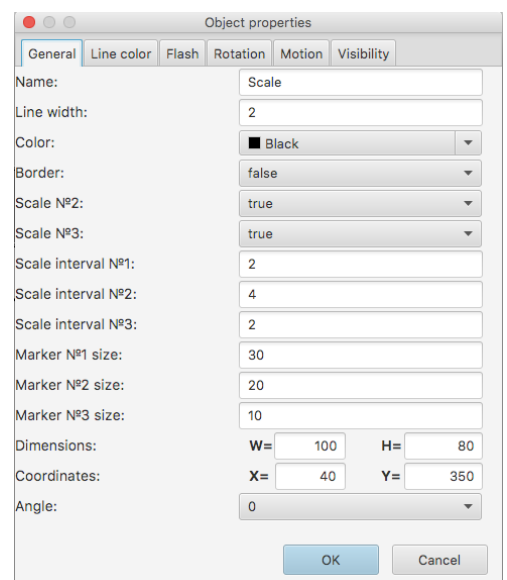 Object properties
General Line color Flash Rotation Motion Visibility
Name: Scale
Line width: 2
Color: Black
Border: false
Scale №2: true
Scale №3: true
Scale interval №1: 2
Scale interval №2: 4
Scale interval №3: 2
Marker №1 size: 30
Marker №2 size: 20
Marker №3 size: 10
Dimensions: W= 100 H= 80
Coordinates: X= 40 Y= 350
Angle: 0
OK Cancel